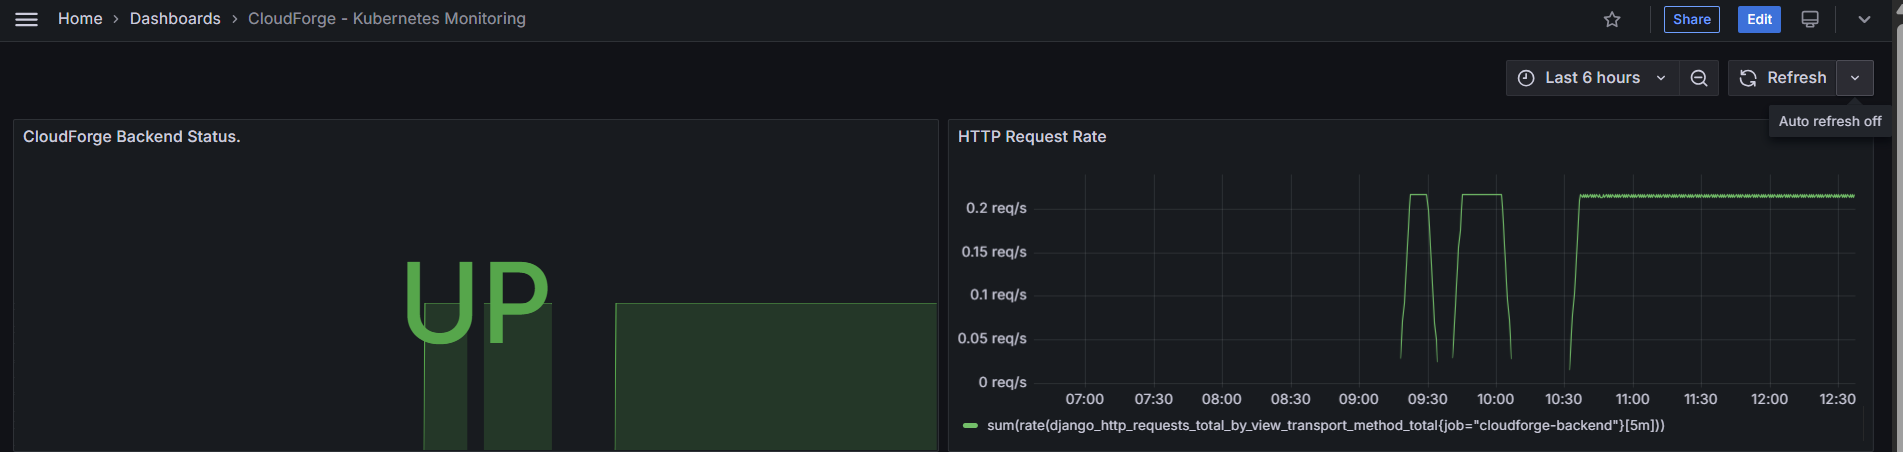 Home › Dashboards › CloudForge - Kubernetes Monitoring
Share
Edit
Last 6 hours
Refresh
Auto refresh off
CloudForge Backend Status.
UP
HTTP Request Rate
0.2 req/s
0.15 req/s
0.1 req/s
0.05 req/s
0 req/s
07:00 07:30 08:00 08:30 09:00 09:30 10:00 10:30 11:00 11:30 12:00 12:30
sum(rate(django_http_requests_total_by_view_transport_method_total{job="cloudforge-backend"}[5m]))